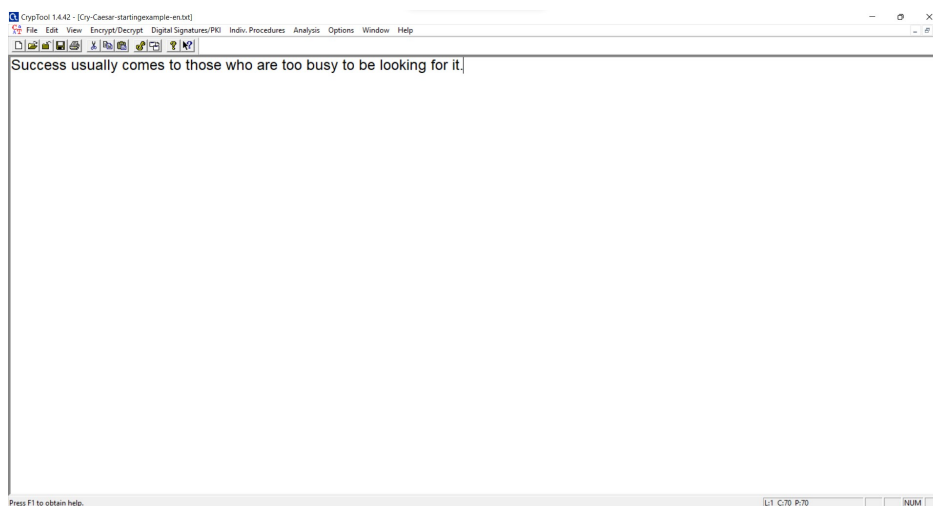 CrypTool 1.4.42 - [Cry-Caesar-startingexample-en.txt]
File Edit View Encrypt/Decrypt Digital Signatures/PKI Indiv. Procedures Analysis Options Window Help
Success usually comes to those who are too busy to be looking for it.
Press F1 to obtain help. L:1 C:70 P:70 NUM